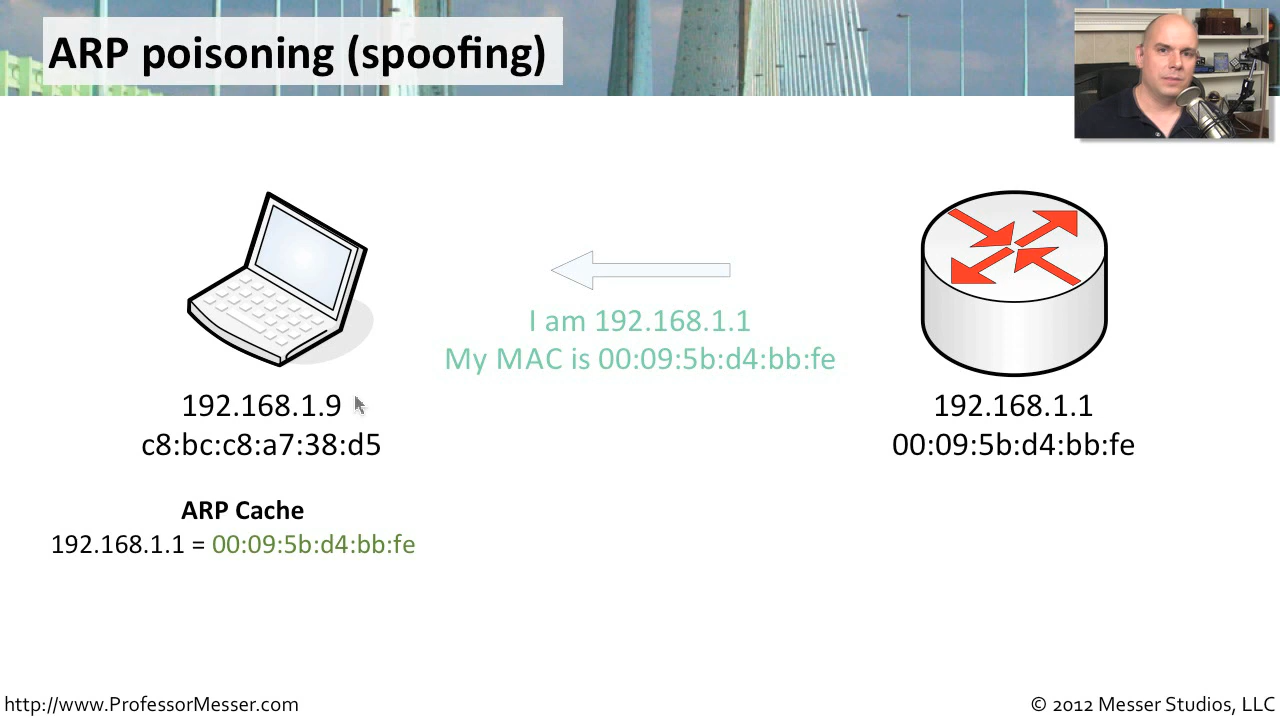 ARP poisoning (spoofing)
I am 192.168.1.1
My MAC is 00:09:5b:d4:bb:fe
192.168.1.9
c8:bc:c8:a7:38:d5
192.168.1.1
00:09:5b:d4:bb:fe
ARP Cache
192.168.1.1 = 00:09:5b:d4:bb:fe
http://www.ProfessorMesser.com
© 2012 Messer Studios, LLC